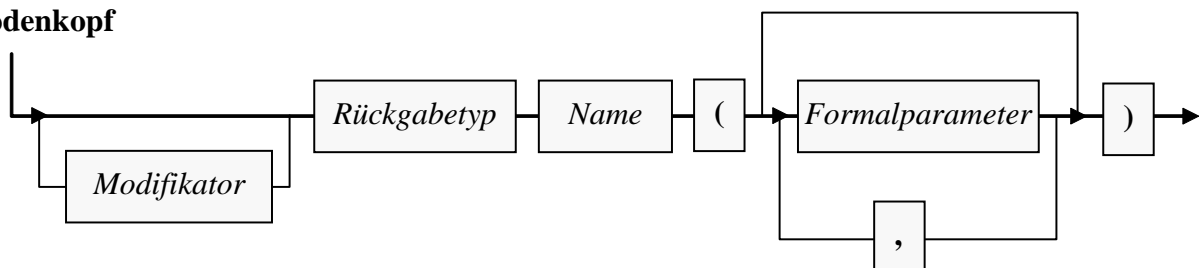 odenkopf
Rückgabetyp Name ( Formalparameter )
Modifikator
,